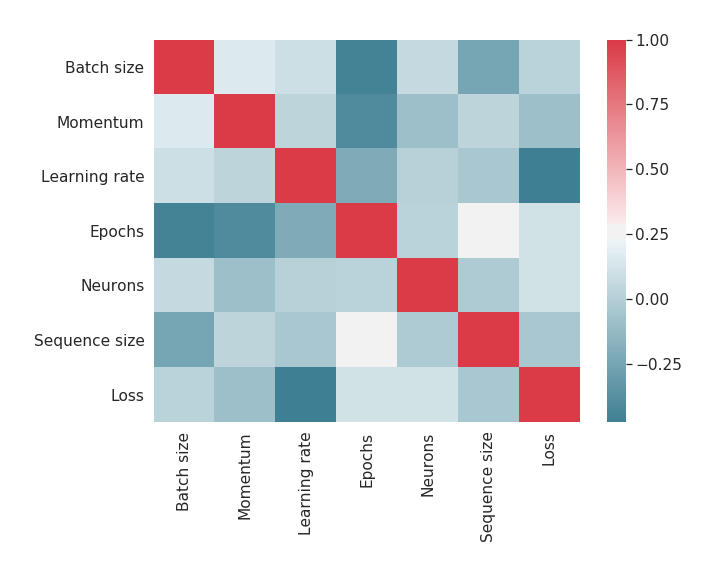 Batch size
Momentum
Learning rate
Epochs
Neurons
Sequence size
Loss
Batch size
Momentum
Learning rate
Epochs
Neurons
Sequence size
Loss
1.00
0.75
0.50
0.25
0.00
−0.25